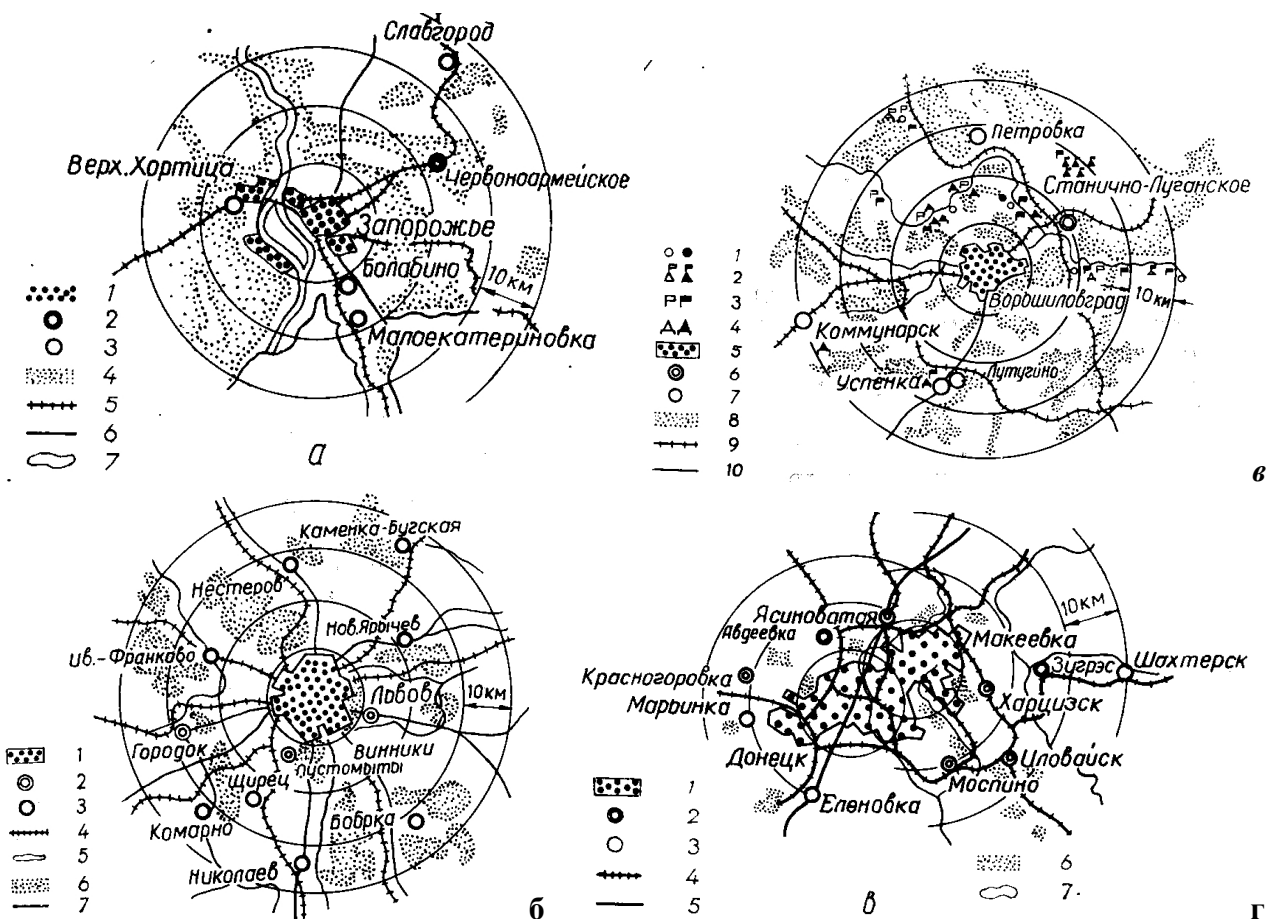 Славгород
Верх. Хортица
Червоноармейское
Запорожье
Балабино
10 км
Малоекатериновка
1
2
3
4
5
6
7
а
Петровка
Станично-Луганское
Ворошиловград
10 км
Коммунарск
Успенка
Лутугино
1
2
3
4
5
6
7
8
9
10
в
Каменка-Бугская
Нестеров
Нов.Ярычев
Ив.-Франково
Львов
10 км
Городок
Винники
Пустомыты
Щирец
Комарно
Бобрка
Николаев
1
2
3
4
5
6
7
б
10 км
Ясиноватая
Авдеевка
Макеевка
Красногоровка
Зугрэс
Шахтерск
Марьинка
Харцизск
Донецк
Иловайск
Моспино
Еленовка
1
2
3
4
5
6
7
в
г